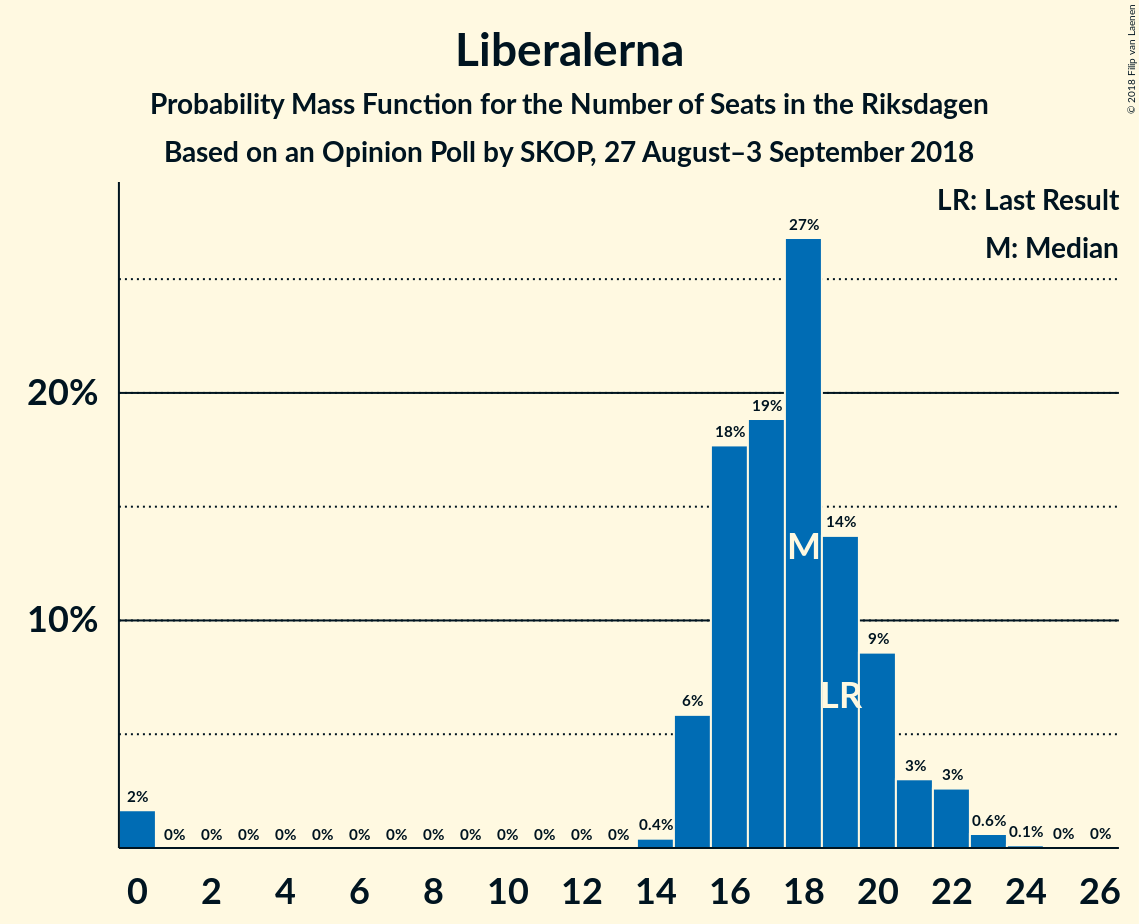 Liberalerna
Probability Mass Function for the Number of Seats in the Riksdagen
Based on an Opinion Poll by SKOP, 27 August–3 September 2018
© 2018 Filip van Laenen
LR: Last Result
M: Median
20%
10%
2% 0% 0% 0% 0% 0% 0% 0% 0% 0% 0% 0% 0% 0% 0.4% 6% 18% 19% 27% 14% 9% 3% 3% 0.6% 0.1% 0% 0%
M
LR
0 2 4 6 8 10 12 14 16 18 20 22 24 26